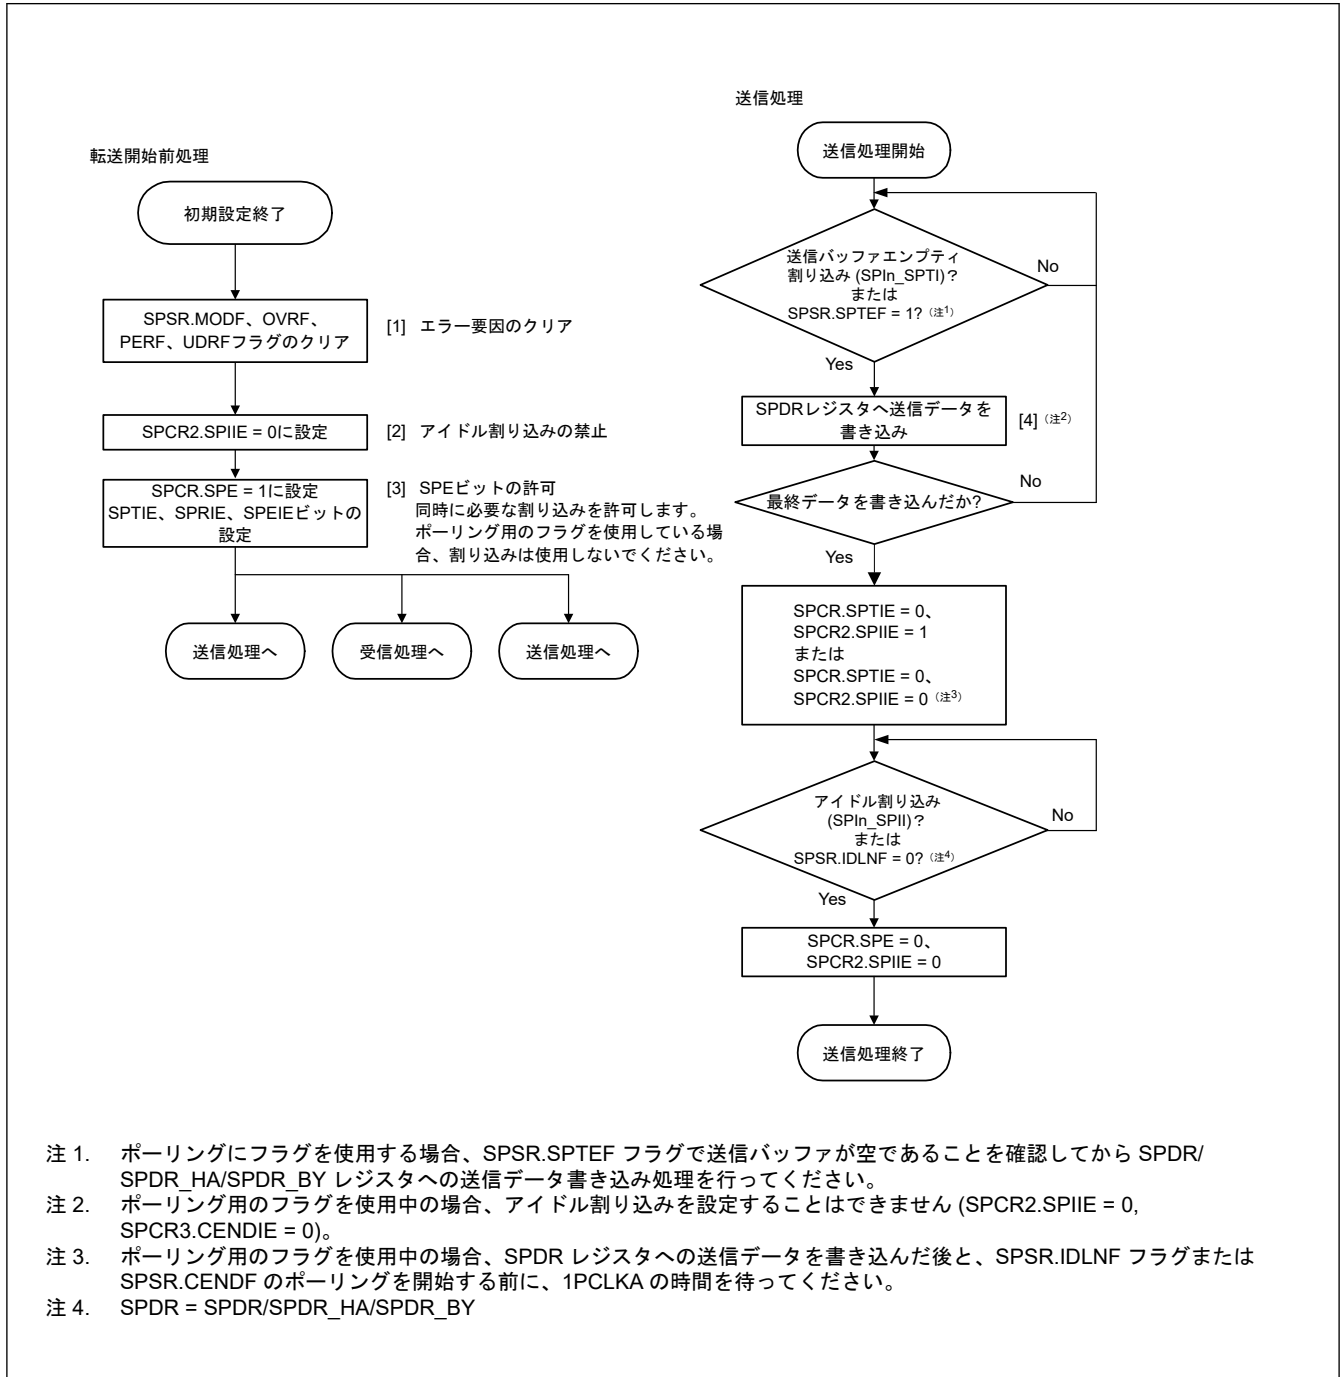 転送開始前処理
初期設定終了
SPSR.MODF、OVRF、
PERF、UDRFフラグのクリア
[1] エラー要因のクリア
SPCR2.SPIIE = 0に設定
[2] アイドル割り込みの禁止
SPCR.SPE = 1に設定
SPTIE、SPRIE、SPEIEビットの
設定
[3] SPEビットの許可
同時に必要な割り込みを許可します。
ポーリング用のフラグを使用している場
合、割り込みは使用しないでください。
送信処理へ
受信処理へ
送信処理へ
送信処理
送信処理開始
送信バッファエンプティ
割り込み (SPIn_SPTI)？
または
SPSR.SPTEF = 1? (注1)
No
Yes
SPDRレジスタへ送信データを
書き込み
[4] (注2)
最終データを書き込んだか?
No
Yes
SPCR.SPTIE = 0、
SPCR2.SPIIE = 1
または
SPCR.SPTIE = 0、
SPCR2.SPIIE = 0 (注3)
アイドル割り込み
(SPIn_SPII)？
または
SPSR.IDLNF = 0? (注4)
No
Yes
SPCR.SPE = 0、
SPCR2.SPIIE = 0
送信処理終了
注 1. ポーリングにフラグを使用する場合、SPSR.SPTEF フラグで送信バッファが空であることを確認してから SPDR/
SPDR_HA/SPDR_BY レジスタへの送信データ書き込み処理を行ってください。
注 2. ポーリング用のフラグを使用中の場合、アイドル割り込みを設定することはできません (SPCR2.SPIIE = 0,
SPCR3.CENDIE = 0)。
注 3. ポーリング用のフラグを使用中の場合、SPDR レジスタへの送信データを書き込んだ後と、SPSR.IDLNF フラグまたは
SPSR.CENDF のポーリングを開始する前に、1PCLKA の時間を待ってください。
注 4. SPDR = SPDR/SPDR_HA/SPDR_BY